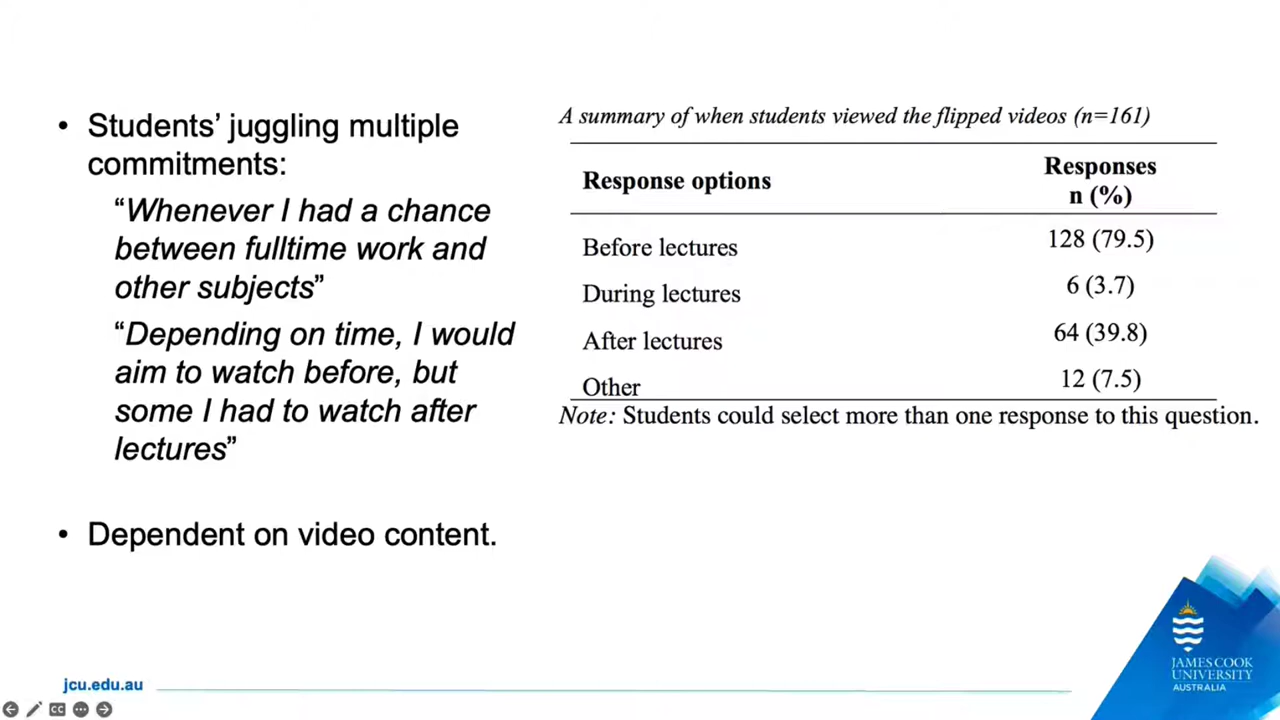 • Students’ juggling multiple
commitments:
“Whenever I had a chance
between fulltime work and
other subjects”
“Depending on time, I would
aim to watch before, but
some I had to watch after
lectures”
• Dependent on video content.
A summary of when students viewed the flipped videos (n=161)
Response options Responses n (%)
Before lectures 128 (79.5)
During lectures 6 (3.7)
After lectures 64 (39.8)
Other 12 (7.5)
Note: Students could select more than one response to this question.
jcu.edu.au
JAMES COOK
UNIVERSITY
AUSTRALIA
CC